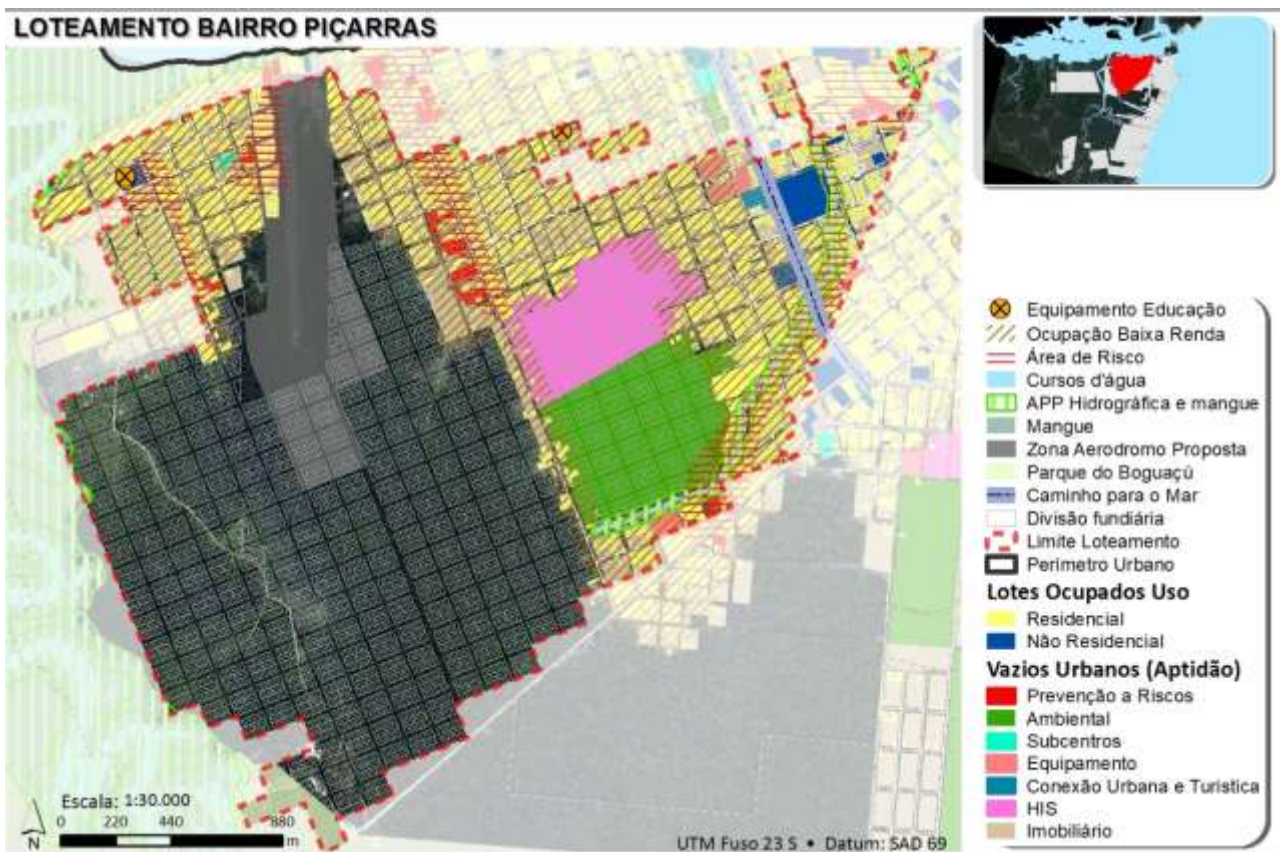 LOTEAMENTO BAIRRO PIÇARRAS
Equipamento Educação
Ocupação Baixa Renda
Área de Risco
Cursos d'água
APP Hidrográfica e mangue
Mangue
Zona Aerodromo Proposta
Parque do Boguaçú
Caminho para o Mar
Divisão fundiária
Limite Loteamento
Perímetro Urbano
Lotes Ocupados Uso
Residencial
Não Residencial
Vazios Urbanos (Aptidão)
Prevenção a Riscos
Ambiental
Subcentros
Equipamento
Conexão Urbana e Turística
HIS
Imobiliário
Escala: 1:30.000
0 220 440 880
m
N
UTM Fuso 23 S • Datum: SAD 69